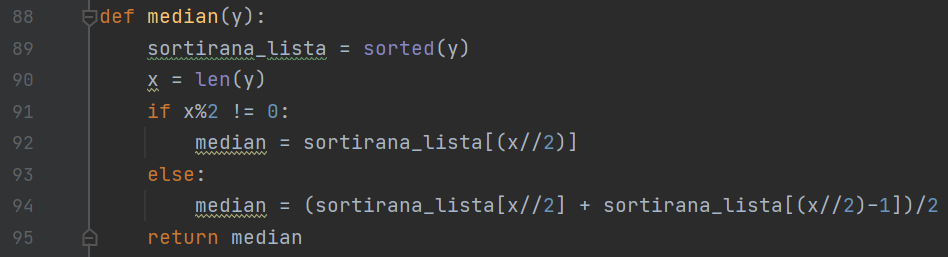 88 def median(y):
89     sortirana_lista = sorted(y)
90     x = len(y)
91     if x%2 != 0:
92         median = sortirana_lista[(x//2)]
93     else:
94         median = (sortirana_lista[x//2] + sortirana_lista[(x//2)-1])/2
95     return median